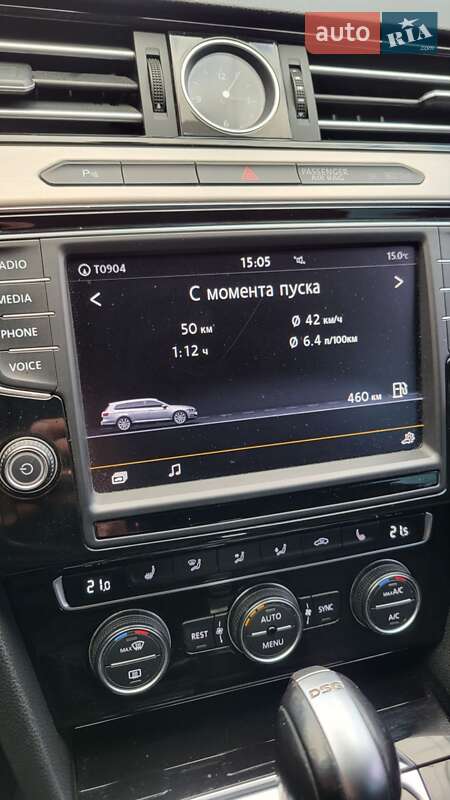 auto RIA.com
P
PASSENGER AIR BAG
RADIO
MEDIA
PHONE
VOICE
T0904 15:05 15.0°C
< С момента пуска >
50 км Ø 42 км/ч
1:12 ч Ø 6.4 л/100км
460 км
21.0 21.5
MAX REST AUTO MENU SYNC MAX A/C A/C
DSG